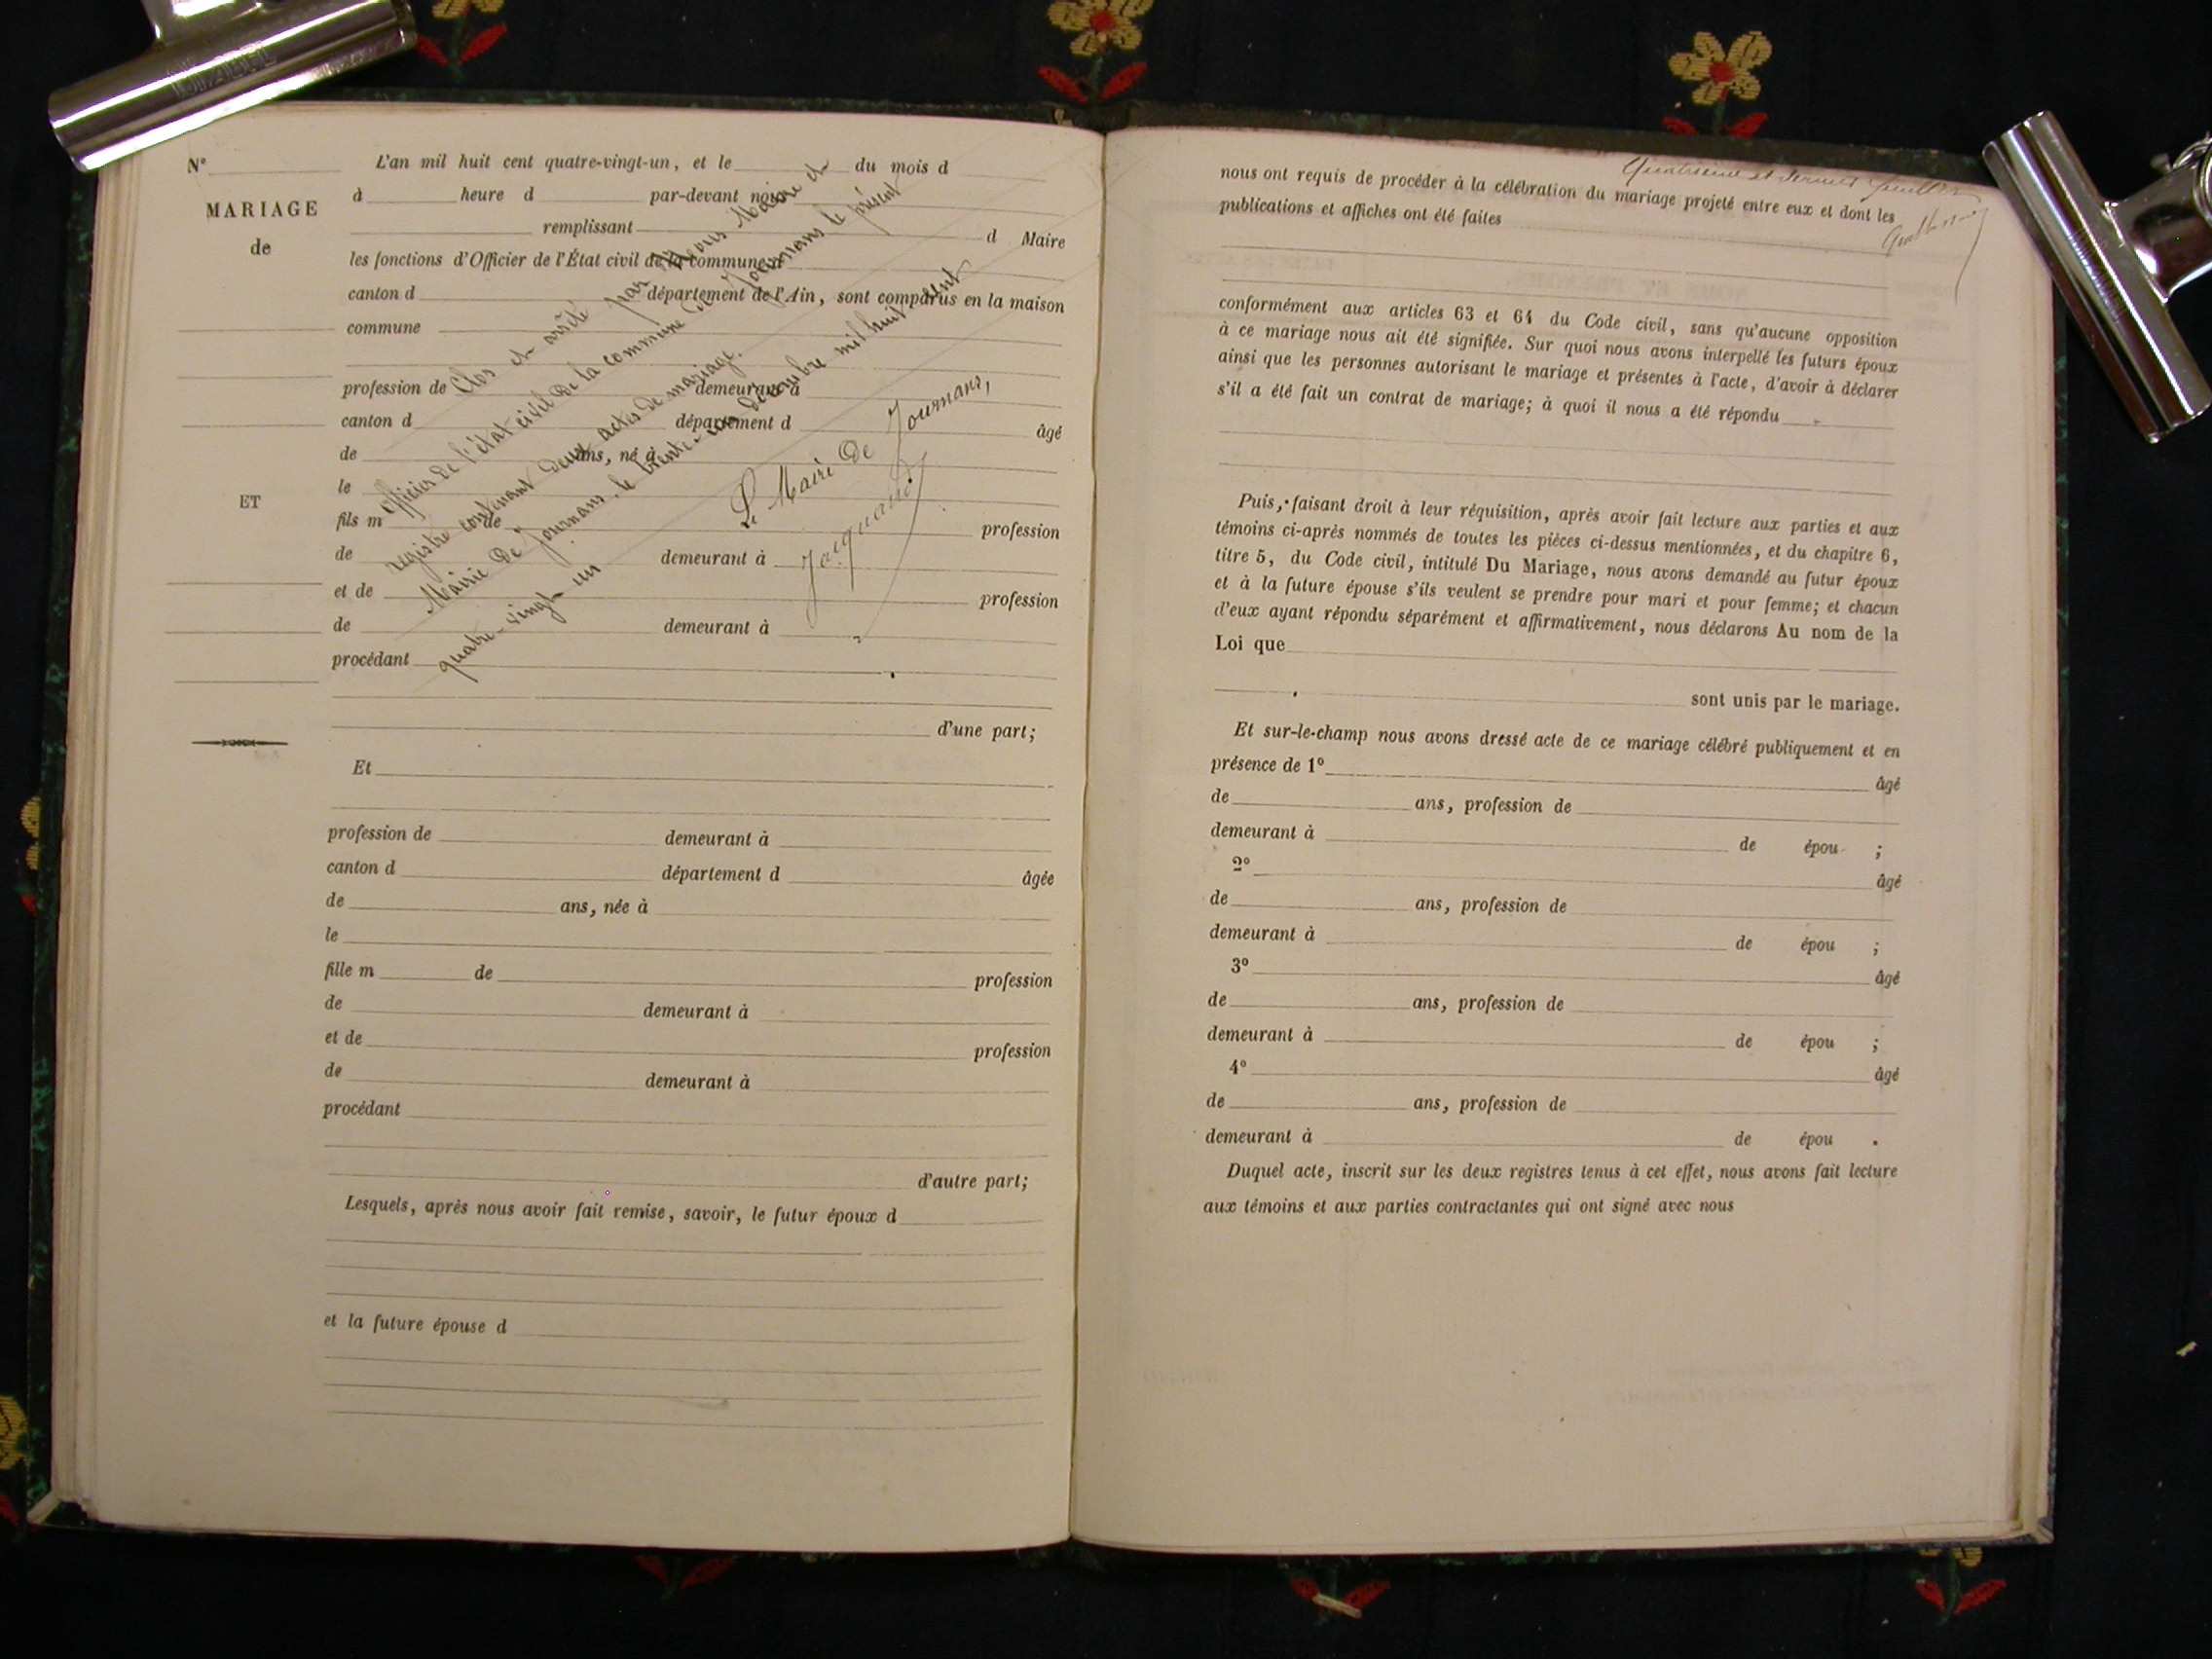 N°
MARIAGE
de
ET
L'an mil huit cent quatre-vingt-un, et le du mois d
à heure d par-devant nous
remplissant d Maire
les fonctions d'Officier de l'État civil de la commune
canton d département de l'Ain, sont comparus en la maison
commune
profession de demeurant à
canton d département d âgé
de ans, né à
le
fils m de profession
de demeurant à
et de profession
de demeurant à
procédant
d'une part;
Clos et arrêté par Nous Maire et
officier de l'état civil de la commune de Journans le présent
registre contenant deux actes de mariage.
Mairie de Journans, le trente-un décembre mil huit cent
quatre-vingt-un
Le Maire de Journans,
Jacquand
Et
profession de demeurant à
canton d département d âgée
de ans, née à
le
fille m de profession
de demeurant à
et de profession
de demeurant à
procédant
d'autre part;
Lesquels, après nous avoir fait remise, savoir, le futur époux d
et la future épouse d
Quatrième et dernier feuillet
nous ont requis de procéder à la célébration du mariage projeté entre eux et dont les
publications et affiches ont été faites
conformément aux articles 63 et 64 du Code civil, sans qu'aucune opposition
à ce mariage nous ait été signifiée. Sur quoi nous avons interpellé les futurs époux
ainsi que les personnes autorisant le mariage et présentes à l'acte, d'avoir à déclarer
s'il a été fait un contrat de mariage; à quoi il nous a été répondu
Puis, faisant droit à leur réquisition, après avoir fait lecture aux parties et aux
témoins ci-après nommés de toutes les pièces ci-dessus mentionnées, et du chapitre 6,
titre 5, du Code civil, intitulé Du Mariage, nous avons demandé au futur époux
et à la future épouse s'ils veulent se prendre pour mari et pour femme; et chacun
d'eux ayant répondu séparément et affirmativement, nous déclarons Au nom de la
Loi que
sont unis par le mariage.
Et sur-le-champ nous avons dressé acte de ce mariage célébré publiquement et en
présence de 1° âgé
de ans, profession de
demeurant à de épou ;
2° âgé
de ans, profession de
demeurant à de épou ;
3° âgé
de ans, profession de
demeurant à de épou ;
4° âgé
de ans, profession de
demeurant à de épou .
Duquel acte, inscrit sur les deux registres tenus à cet effet, nous avons fait lecture
aux témoins et aux parties contractantes qui ont signé avec nous